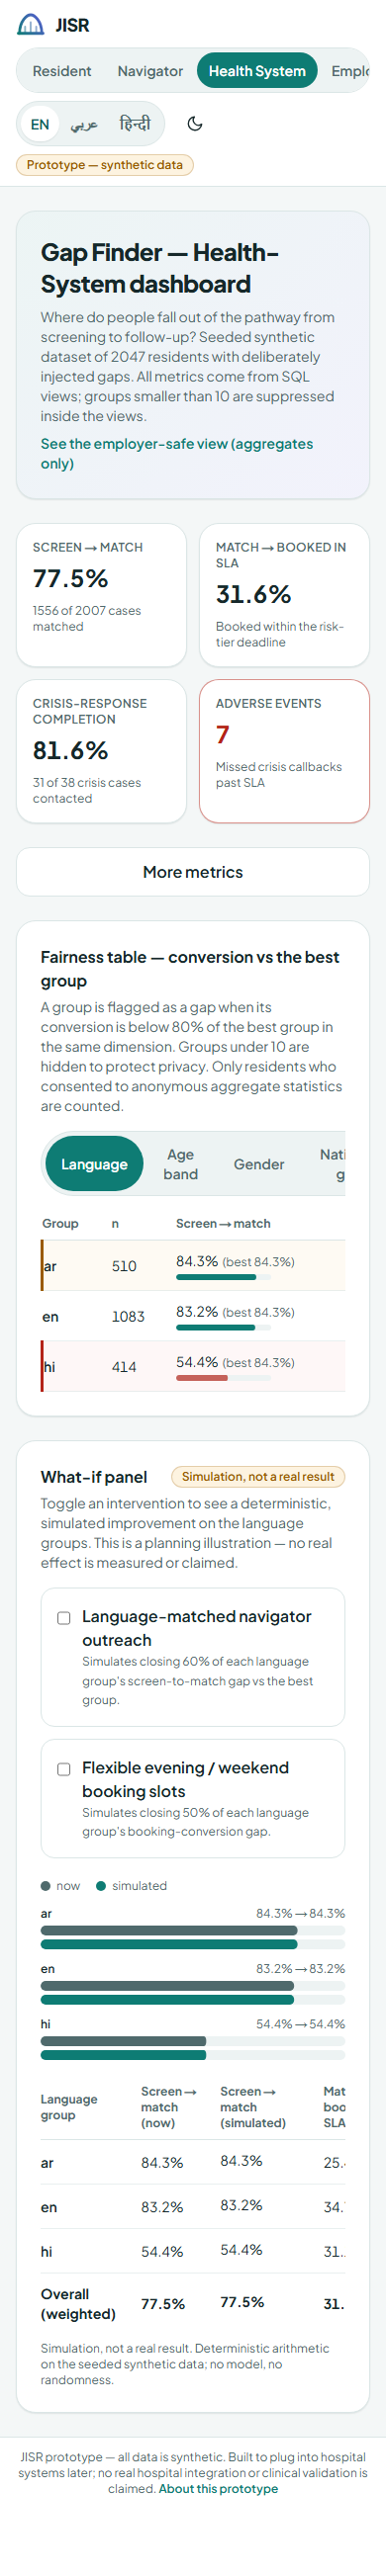 JISR
Resident Navigator Health System Emplo
EN عربي हिन्दी
Prototype — synthetic data
Gap Finder — Health-
System dashboard
Where do people fall out of the pathway from
screening to follow-up? Seeded synthetic
dataset of 2047 residents with deliberately
injected gaps. All metrics come from SQL
views; groups smaller than 10 are suppressed
inside the views.
See the employer-safe view (aggregates
only)
SCREEN → MATCH
77.5%
1556 of 2007 cases
matched
MATCH → BOOKED IN
SLA
31.6%
Booked within the risk-
tier deadline
CRISIS-RESPONSE
COMPLETION
81.6%
31 of 38 crisis cases
contacted
ADVERSE EVENTS
7
Missed crisis callbacks
past SLA
More metrics
Fairness table — conversion vs the best
group
A group is flagged as a gap when its
conversion is below 80% of the best group in
the same dimension. Groups under 10 are
hidden to protect privacy. Only residents who
consented to anonymous aggregate statistics
are counted.
Language
Age
band
Gender
Nati
g
Group n Screen → match
ar 510 84.3% (best 84.3%)
en 1083 83.2% (best 84.3%)
hi 414 54.4% (best 84.3%)
What-if panel Simulation, not a real result
Toggle an intervention to see a deterministic,
simulated improvement on the language
groups. This is a planning illustration — no real
effect is measured or claimed.
Language-matched navigator
outreach
Simulates closing 60% of each language
group's screen-to-match gap vs the best
group.
Flexible evening / weekend
booking slots
Simulates closing 50% of each language
group's booking-conversion gap.
now simulated
ar 84.3% → 84.3%
en 83.2% → 83.2%
hi 54.4% → 54.4%
Language
group
Screen →
match
(now)
Screen →
match
(simulated)
Mat
boo
SLA
ar 84.3% 84.3% 25.
en 83.2% 83.2% 34.
hi 54.4% 54.4% 31.
Overall
(weighted) 77.5% 77.5% 31.
Simulation, not a real result. Deterministic arithmetic
on the seeded synthetic data; no model, no
randomness.
JISR prototype — all data is synthetic. Built to plug into hospital
systems later; no real hospital integration or clinical validation is
claimed. About this prototype